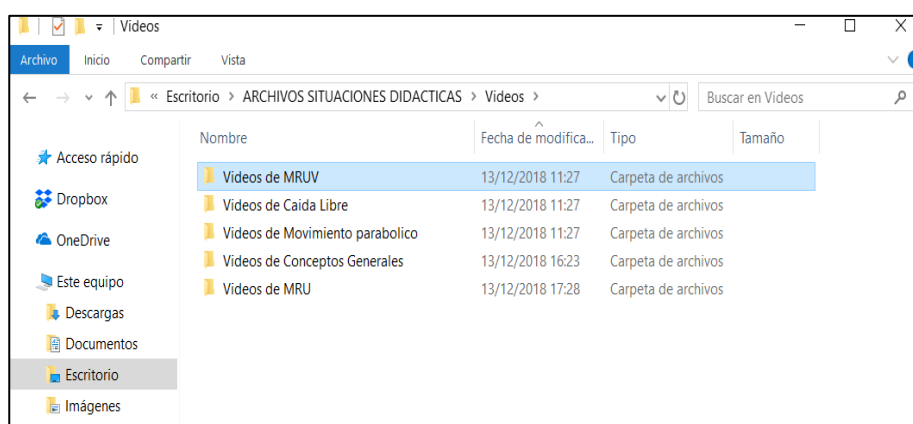 Videos
Archivo Inicio Compartir Vista
« Escritorio > ARCHIVOS SITUACIONES DIDACTICAS > Videos >
Buscar en Videos
Nombre Fecha de modifica... Tipo Tamaño
Acceso rápido
Dropbox
OneDrive
Este equipo
Descargas
Documentos
Escritorio
Imágenes
Videos de MRUV 13/12/2018 11:27 Carpeta de archivos
Videos de Caida Libre 13/12/2018 11:27 Carpeta de archivos
Videos de Movimiento parabolico 13/12/2018 11:27 Carpeta de archivos
Videos de Conceptos Generales 13/12/2018 16:23 Carpeta de archivos
Videos de MRU 13/12/2018 17:28 Carpeta de archivos